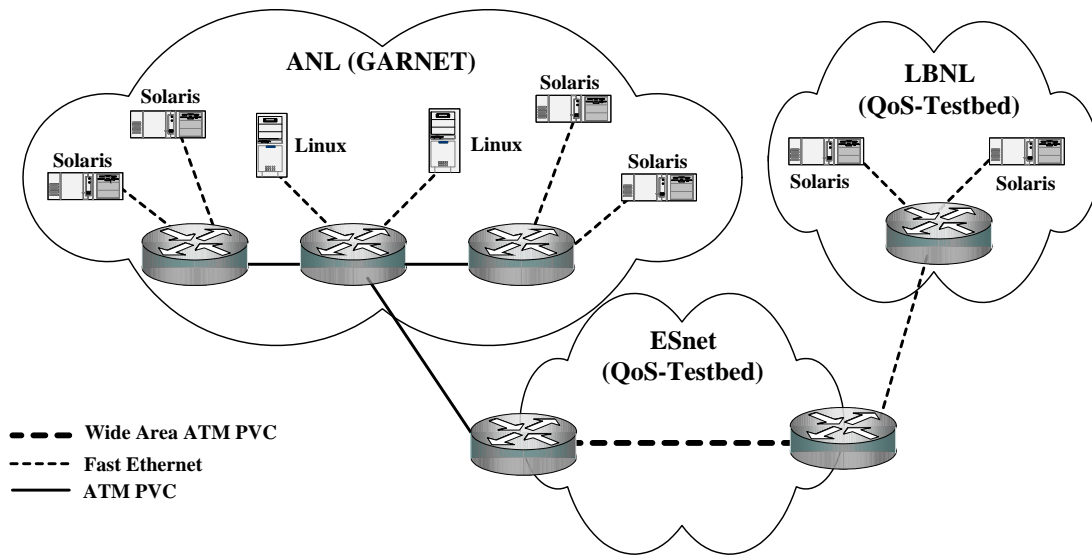 ANL (GARNET)
Solaris
Solaris
Linux
Linux
Solaris
Solaris
LBNL
(QoS-Testbed)
Solaris
Solaris
ESnet
(QoS-Testbed)
Wide Area ATM PVC
Fast Ethernet
ATM PVC